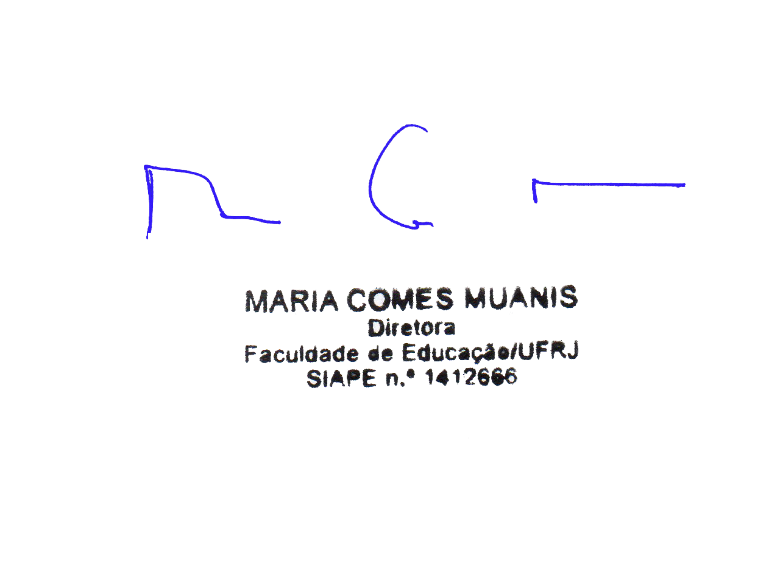 MARIA COMES MUANIS
Diretora
Faculdade de Educação/UFRJ
SIAPE n.º 1412666